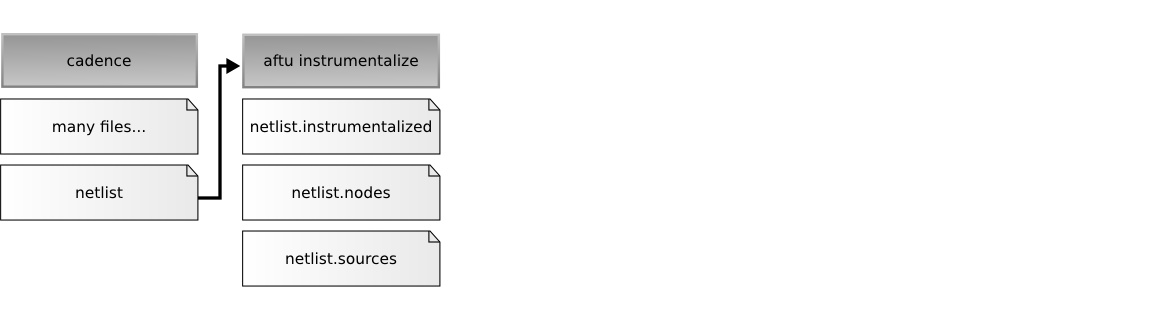 cadence
many files...
netlist
aftu instrumentalize
netlist.instrumentalized
netlist.nodes
netlist.sources